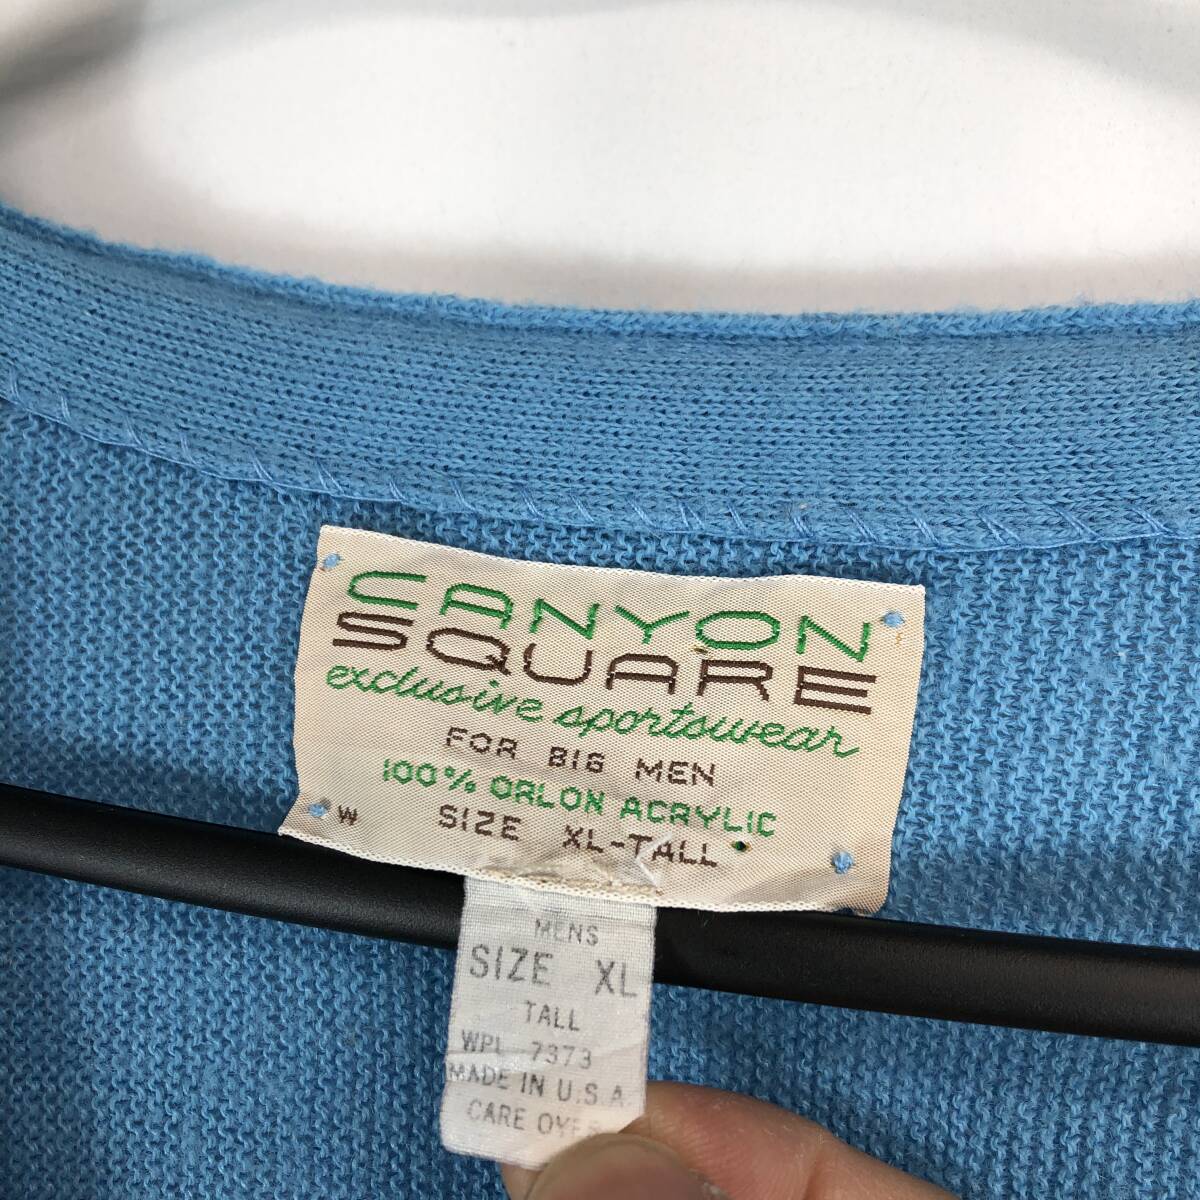 CANYON
SQUARE
exclusive sportswear
FOR BIG MEN
100% ORLON ACRYLIC
W SIZE XL-TALL
MENS
SIZE XL
TALL
WPL 7373
MADE IN U.S.A
CARE